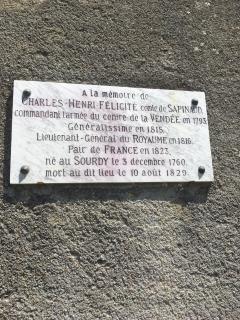 A la mémoire de
CHARLES-HENRI-FÉLICITÉ comte de SAPINAUD,
commandant l'armée du centre de la VENDÉE en 1793
Généralissime en 1815.
Lieutenant-Général du ROYAUME en 1816.
Pair de FRANCE en 1823.
né au SOURDY le 3 décembre 1760.
mort au dit lieu le 10 août 1829.